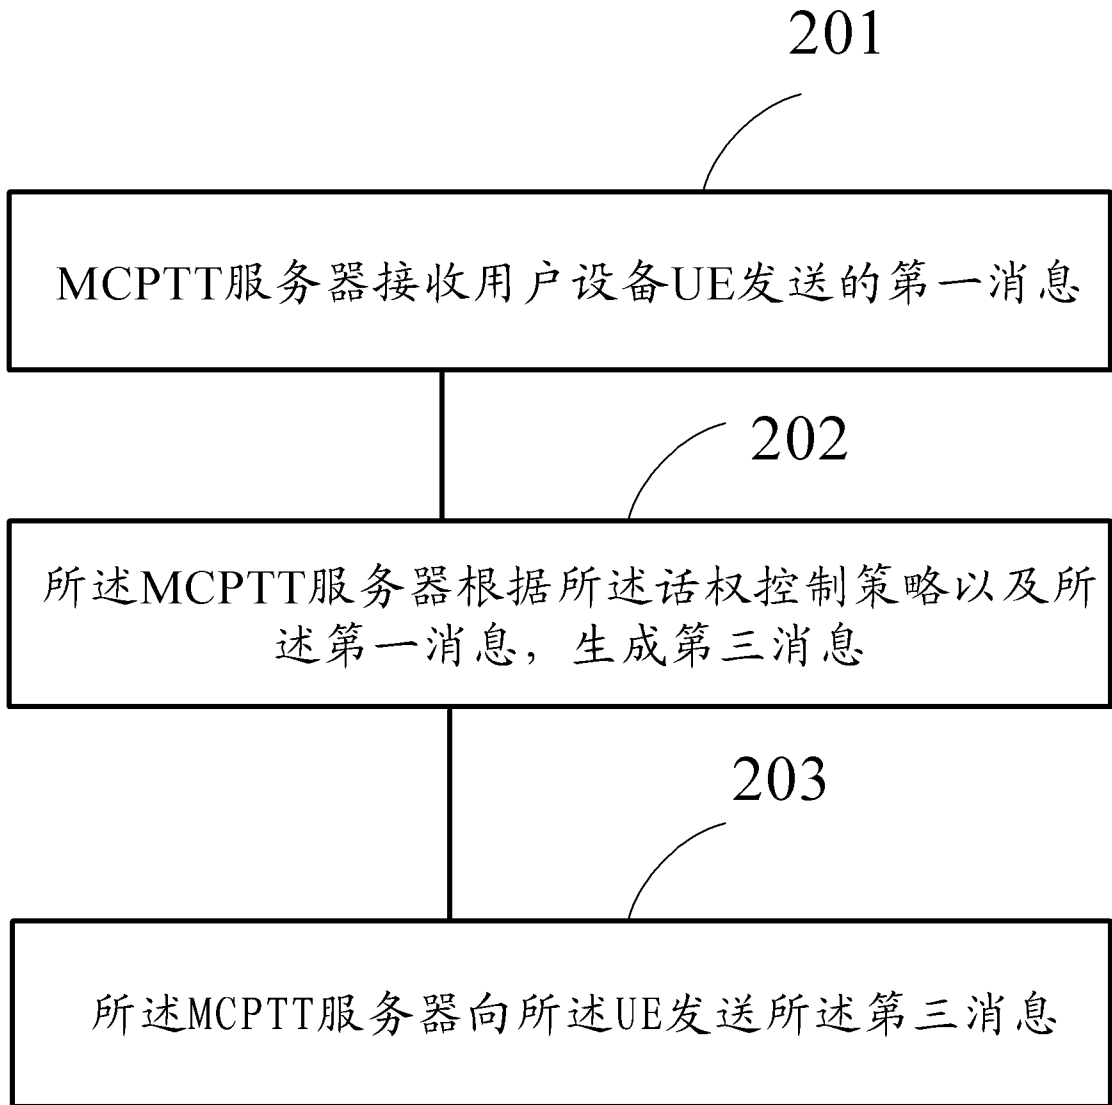 201
MCPTT服务器接收用户设备UE发送的第一消息
202
所述MCPTT服务器根据所述话权控制策略以及所
述第一消息，生成第三消息
203
所述MCPTT服务器向所述UE发送所述第三消息